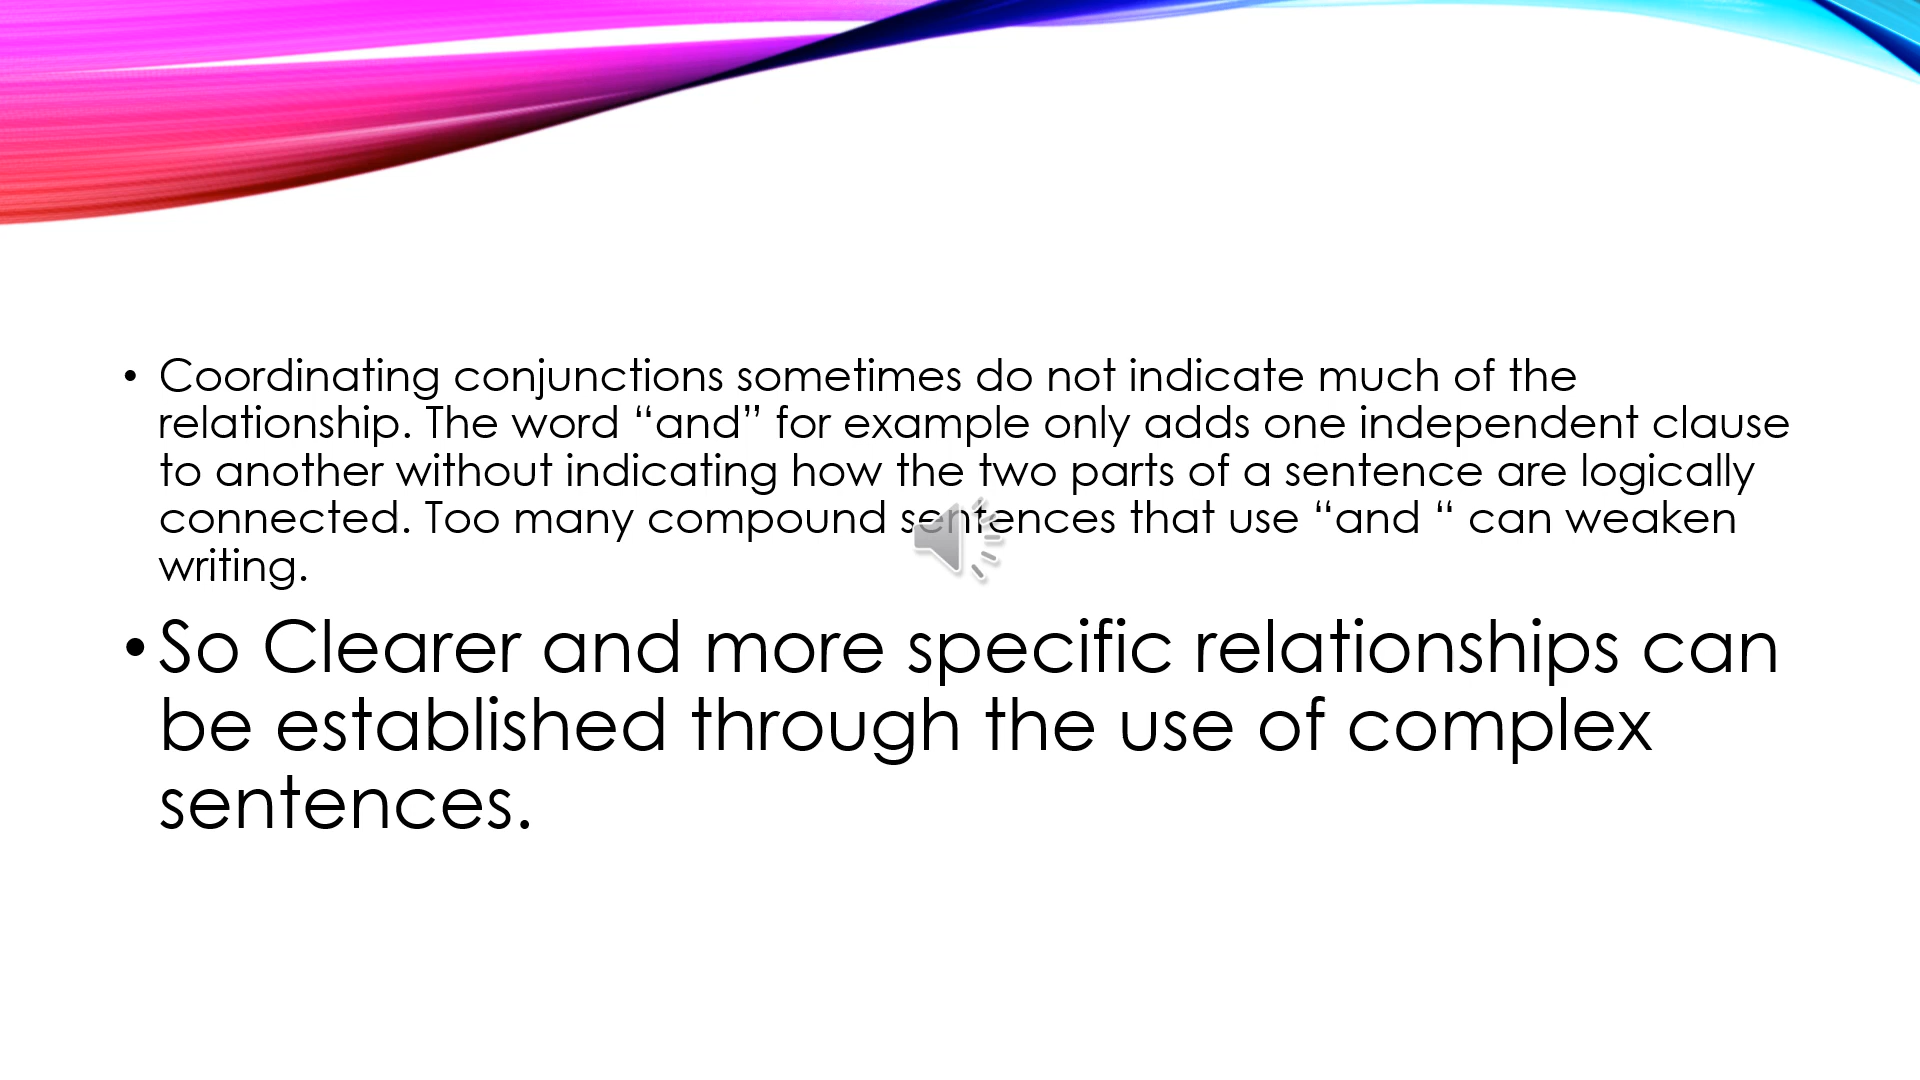 • Coordinating conjunctions sometimes do not indicate much of the
relationship. The word “and” for example only adds one independent clause
to another without indicating how the two parts of a sentence are logically
connected. Too many compound sentences that use “and “ can weaken
writing.
• So Clearer and more specific relationships can
be established through the use of complex
sentences.